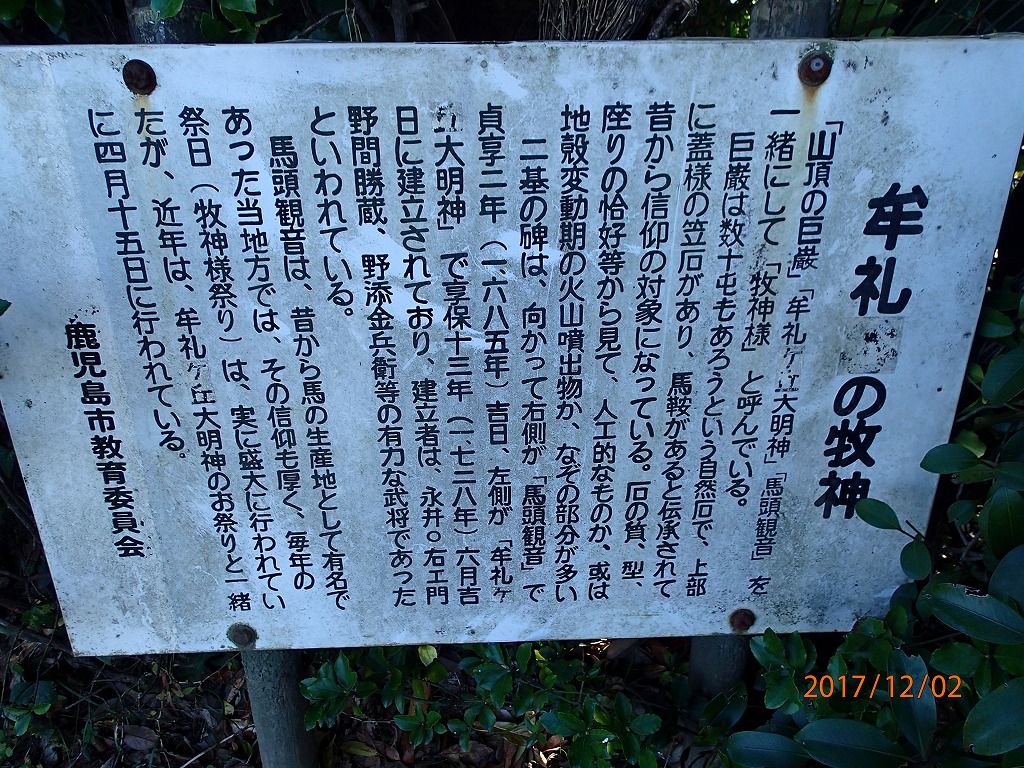 牟礼 の牧神
「山頂の巨巌」「牟礼ヶ丘大明神」「馬頭観音」を
一緒にして「牧神様」と呼んでいる。
巨巌は数十屯もあろうという自然石で、上部
に蓋様の笠石があり、馬鞍があると伝承されて
昔から信仰の対象になっている。石の質、型、
座りの恰好等から見て、人工的なものか、或は
地殻変動期の火山噴出物か、なぞの部分が多い
二基の碑は、向かって右側が「馬頭観音」で
貞享二年（一、六八五年）吉日、左側が「牟礼ヶ
丘大明神」で享保十三年（一、七二八年）六月吉
日に建立されており、建立者は、永井。右エ門
野間勝蔵、野添金兵衛等の有力な武将であった
といわれている。
馬頭観音は、昔から馬の生産地として有名で
あった当地方では、その信仰も厚く、毎年の
祭日（牧神様祭り）は、実に盛大に行われてい
たが、近年は、牟礼ヶ丘大明神のお祭りと一緒
に四月十五日に行われている。
鹿児島市教育委員会
2017/12/02